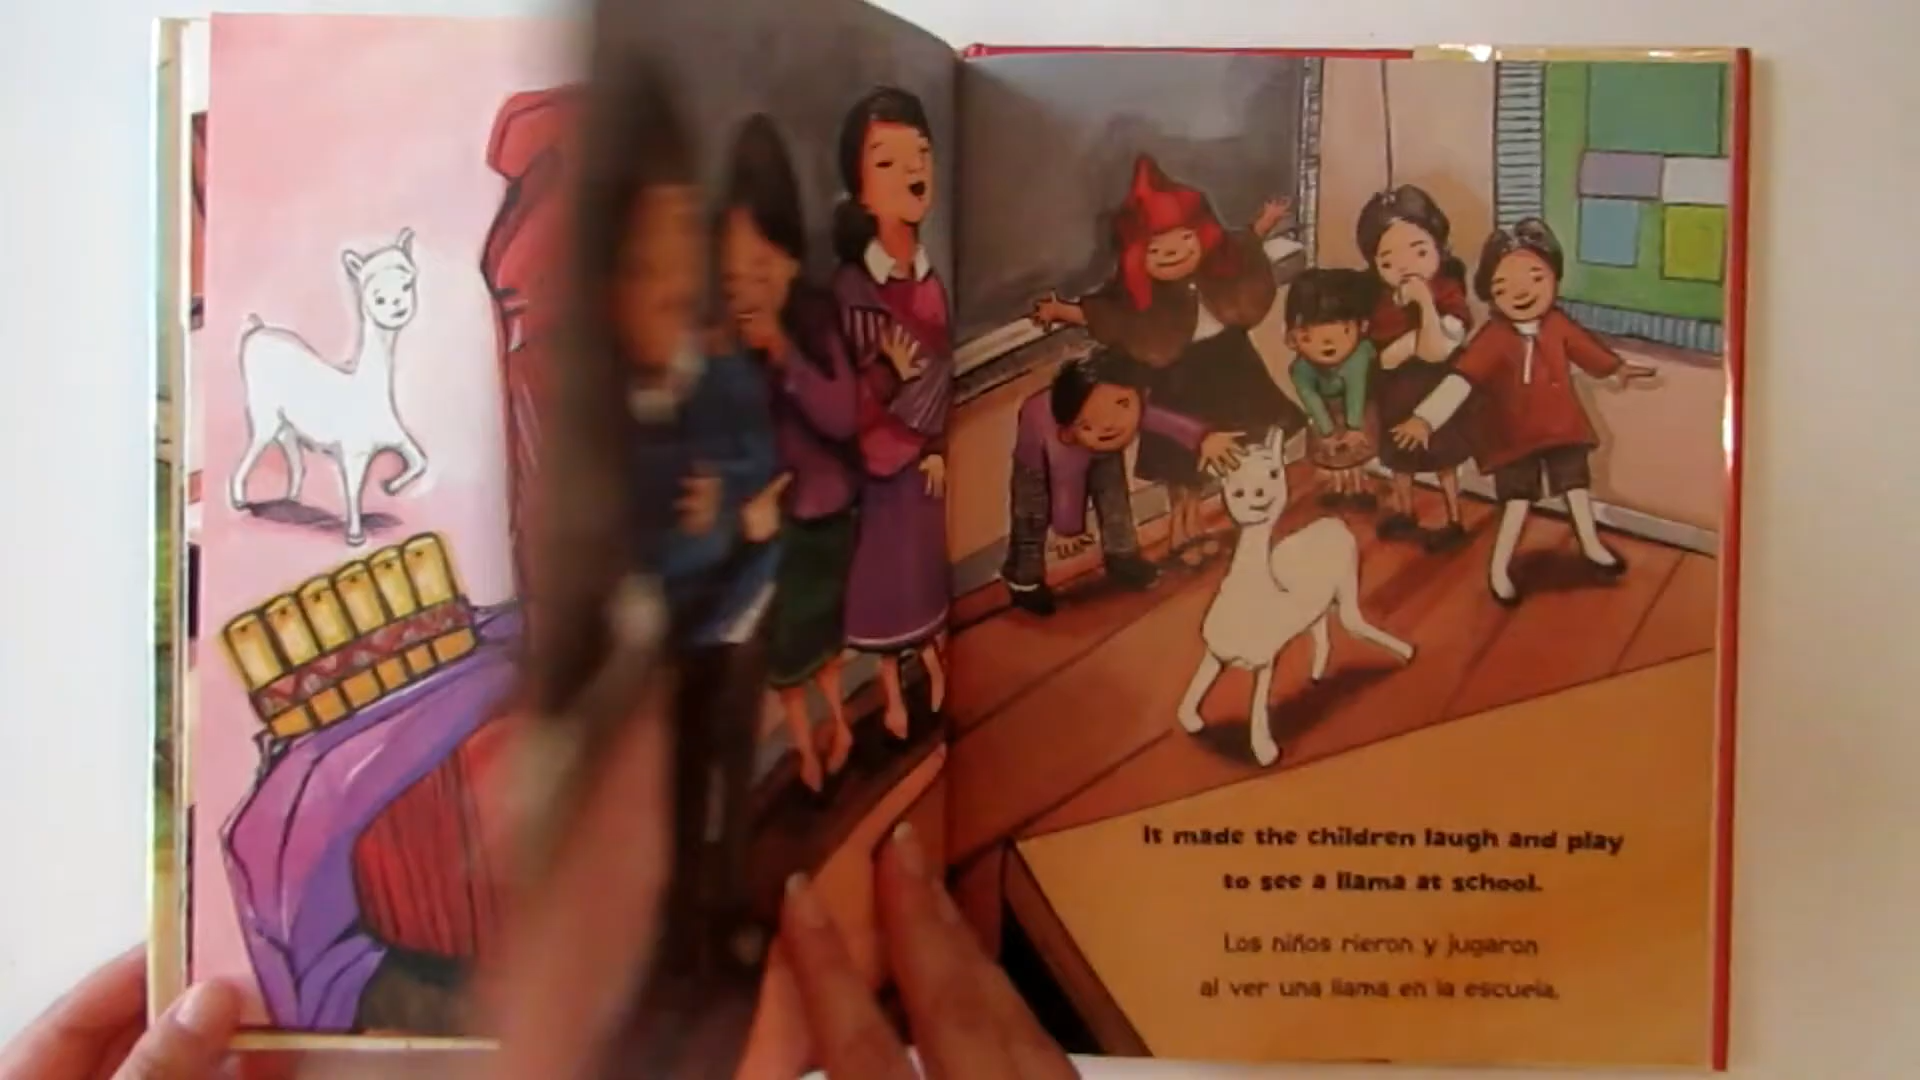 It made the children laugh and play
to see a llama at school.
Los niños rieron y jugaron
al ver una llama en la escuela.